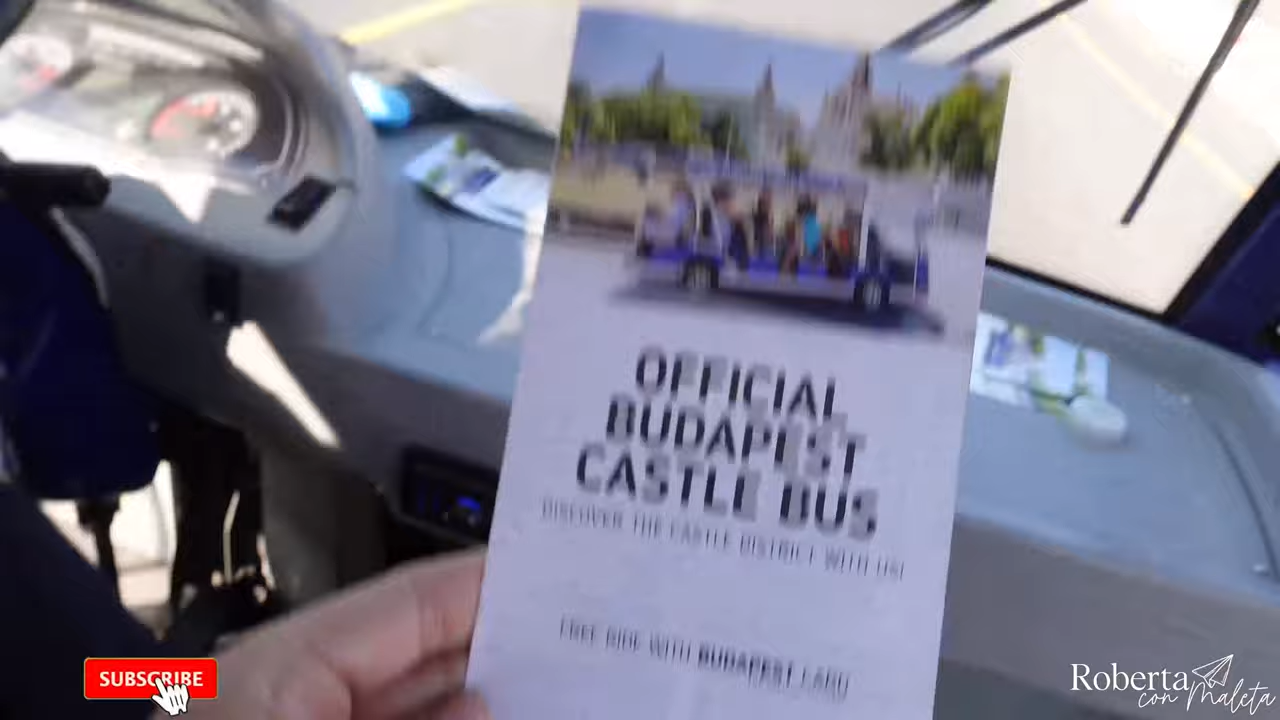 OFFICIAL
BUDAPEST
CASTLE BUS
DISCOVER THE CASTLE DISTRICT WITH US!
FREE RIDE WITH BUDAPEST CARD
SUBSCRIBE
Roberta
con Maleta